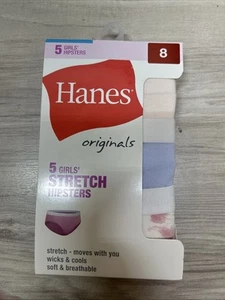 5 GIRLS'
HIPSTERS
8
Hanes
originals
5 GIRLS'
STRETCH
HIPSTERS
stretch - moves with you
wicks & cools
soft & breathable